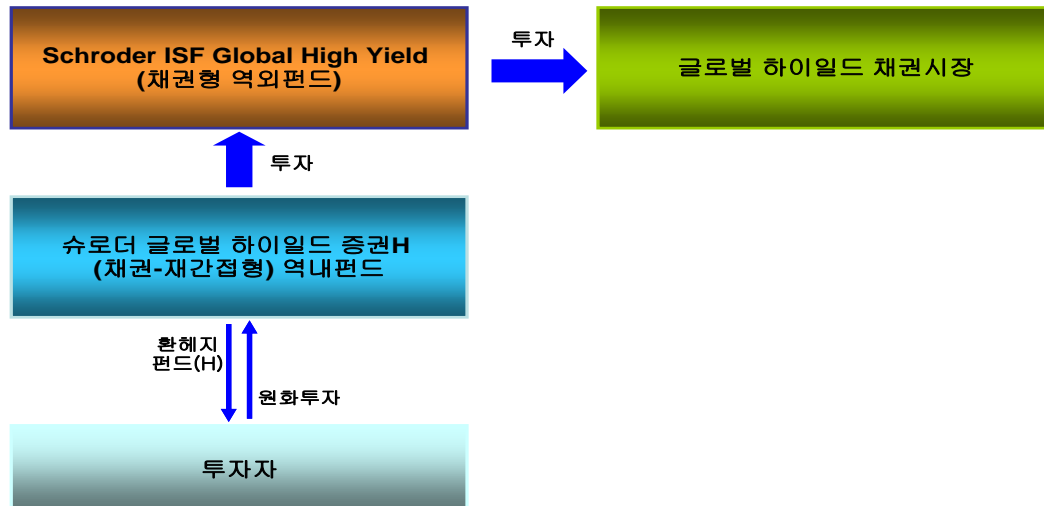 Schroder ISF Global High Yield
(채권형 역외펀드)
투자
글로벌 하이일드 채권시장
투자
슈로더 글로벌 하이일드 증권H
(채권-재간접형) 역내펀드
환헤지
펀드(H)
원화투자
투자자